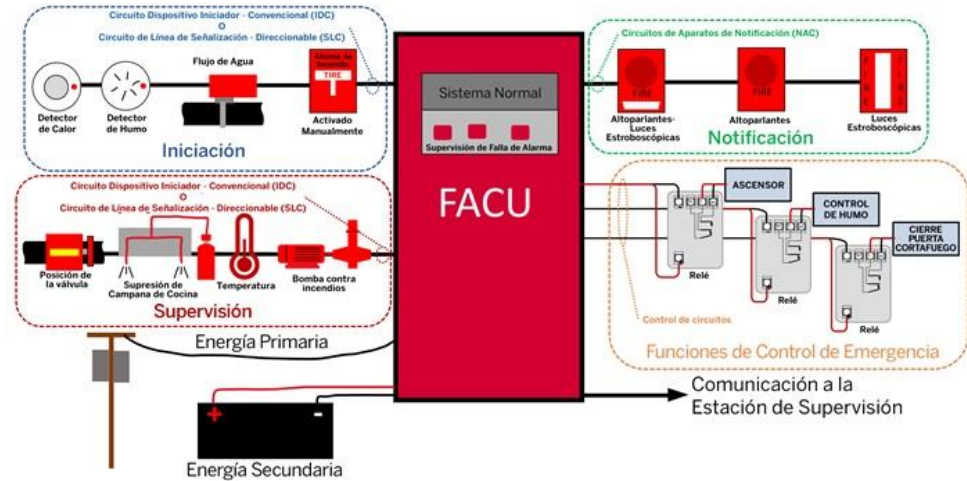 Circuito Dispositivo Iniciador - Convencional (IDC)
O
Circuito de Línea de Señalización - Direccionable (SLC)
Detector
de Calor
Detector
de Humo
Flujo de Agua
Alarma de
Incendio
TIRE
Activado
Manualmente
Iniciación
Circuito Dispositivo Iniciador - Convencional (IDC)
O
Circuito de Línea de Señalización - Direccionable (SLC)
Posición de
la válvula
Supresión de
Campana de Cocina
Temperatura
Bomba contra
incendios
Supervisión
Energía Primaria
+
-
Energía Secundaria
Sistema Normal
Supervisión de Falla de Alarma
FACU
Circuitos de Aparatos de Notificación (NAC)
FIRE
Altoparlantes-
Luces
Estroboscópicas
FIRE
Altoparlantes
FIRE
FIRE
Luces
Estroboscópicas
Notificación
ASCENSOR
CONTROL
DE HUMO
CIERRE
PUERTA
CORTAFUEGO
Relé
Relé
Relé
Control de circuitos
Funciones de Control de Emergencia
Comunicación a la
Estación de Supervisión